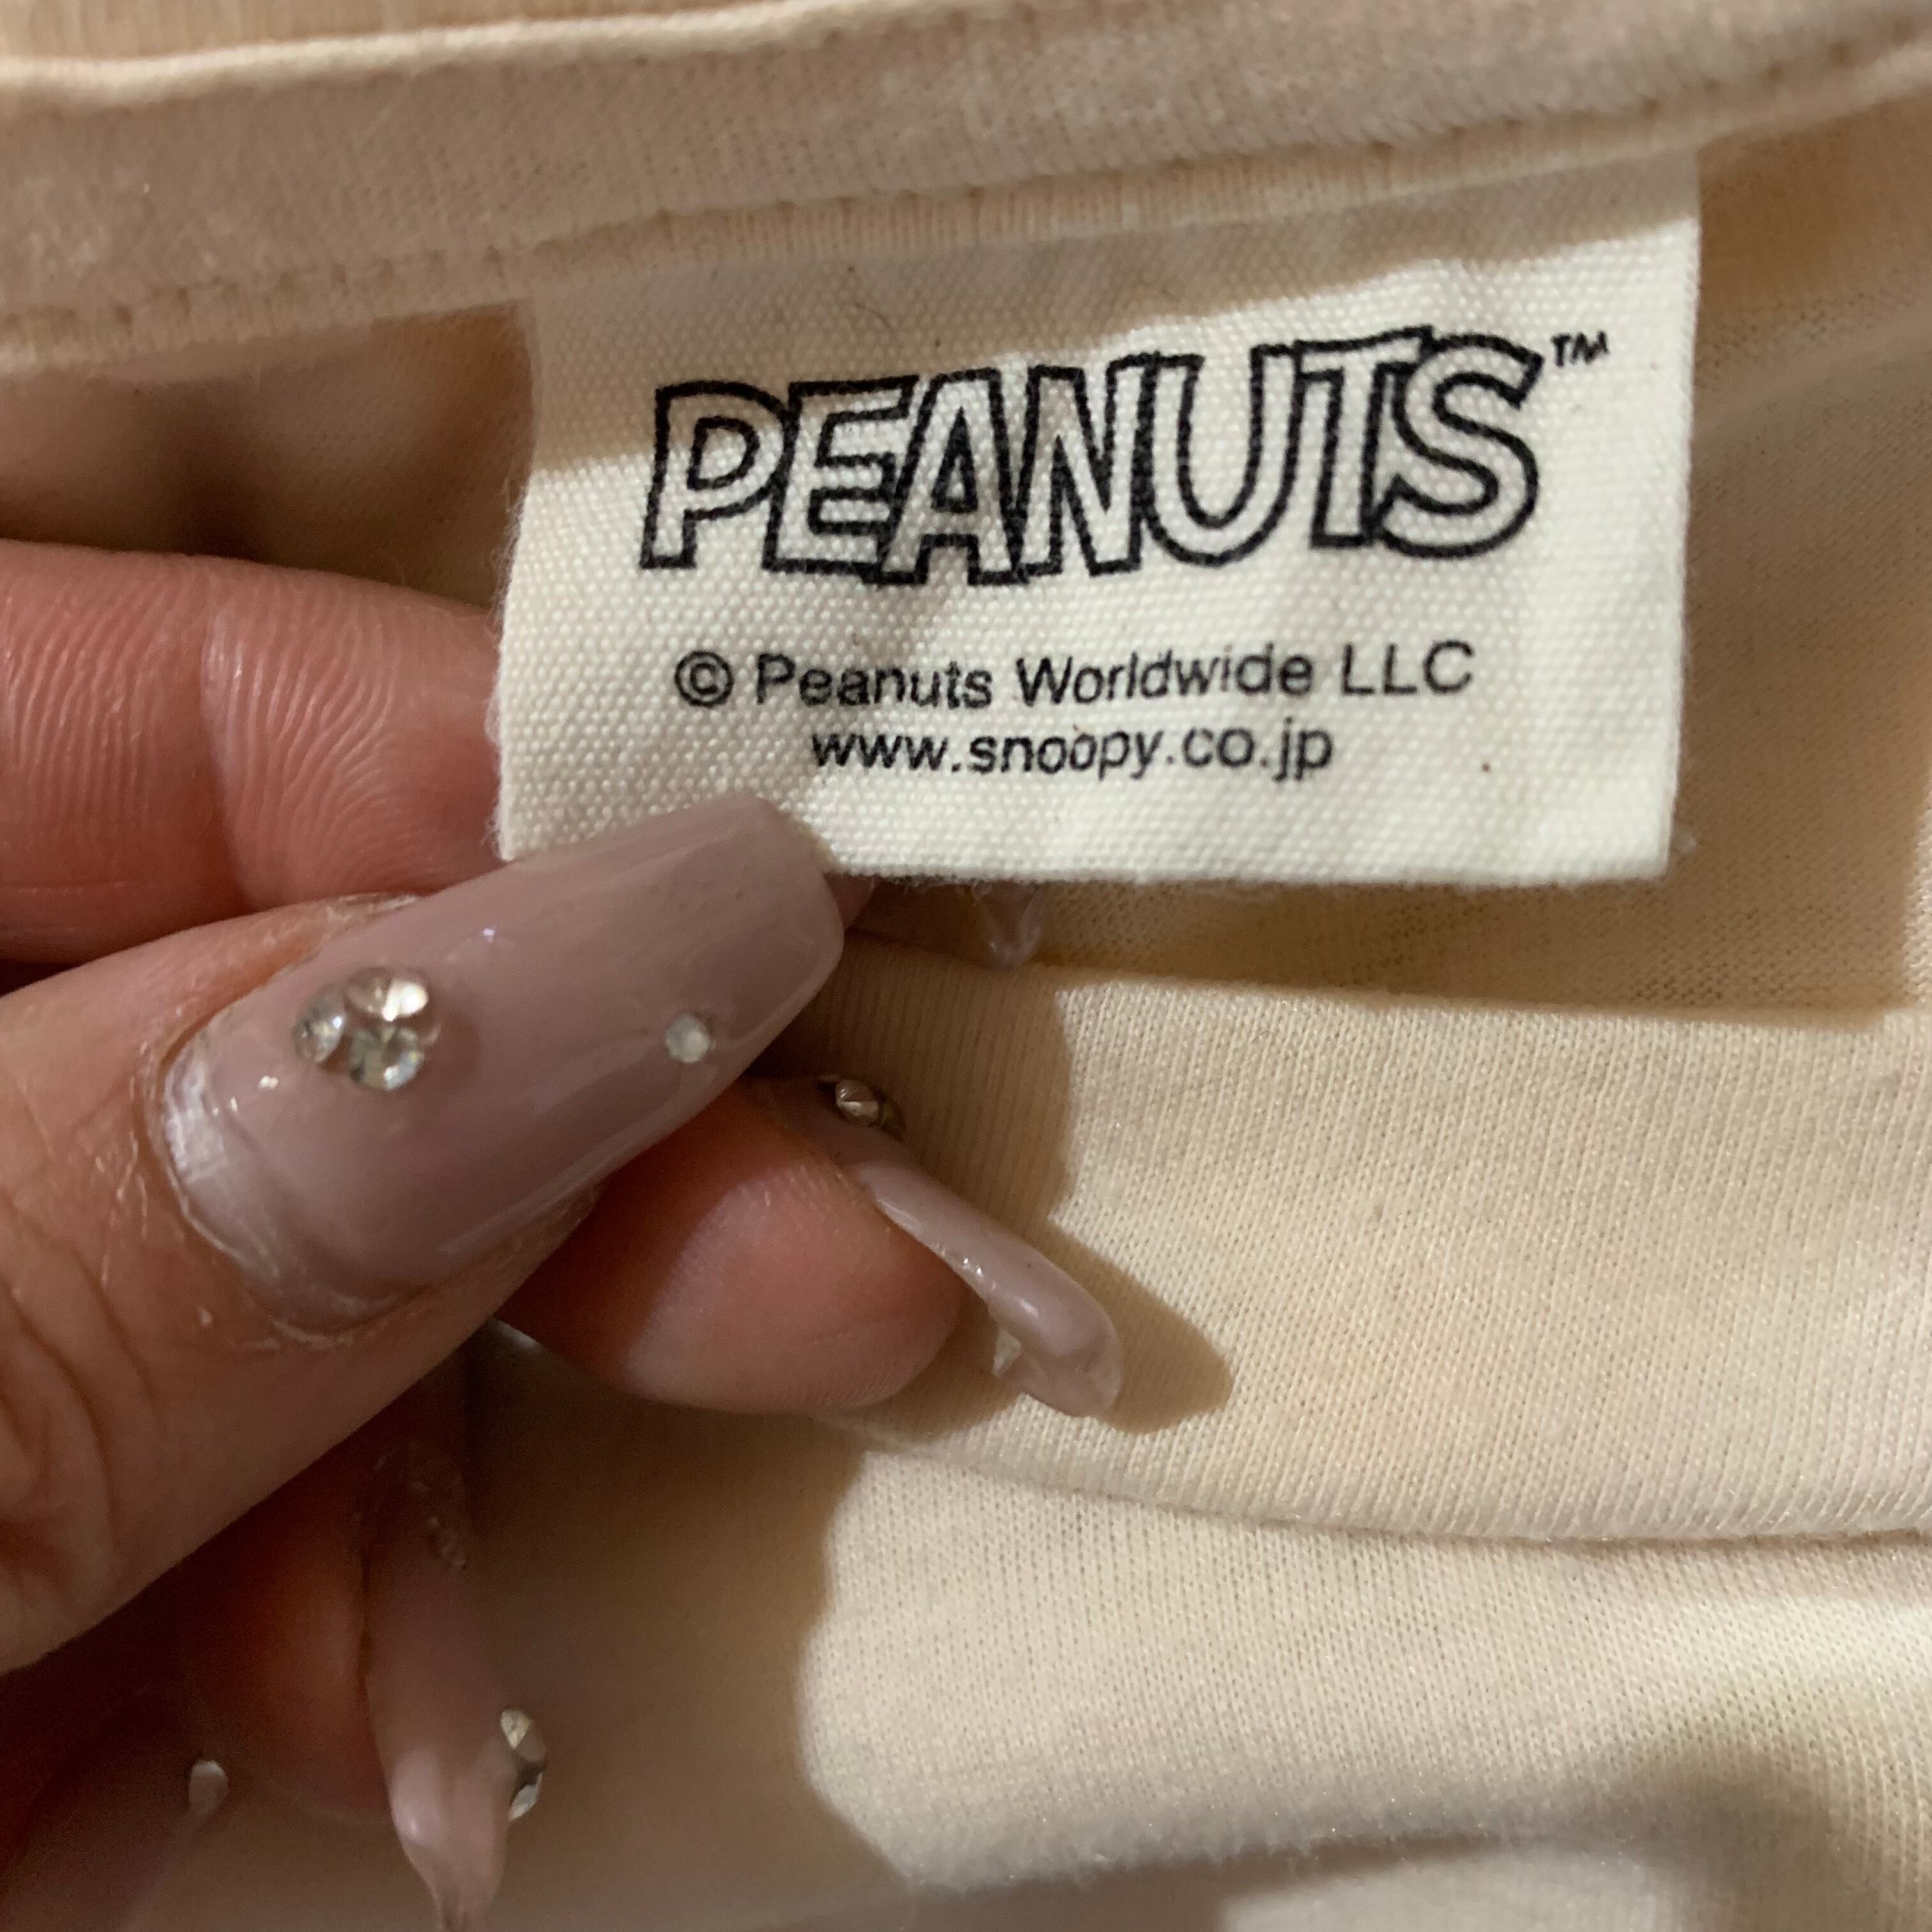 PEANUTS™
© Peanuts Worldwide LLC
www.snoopy.co.jp